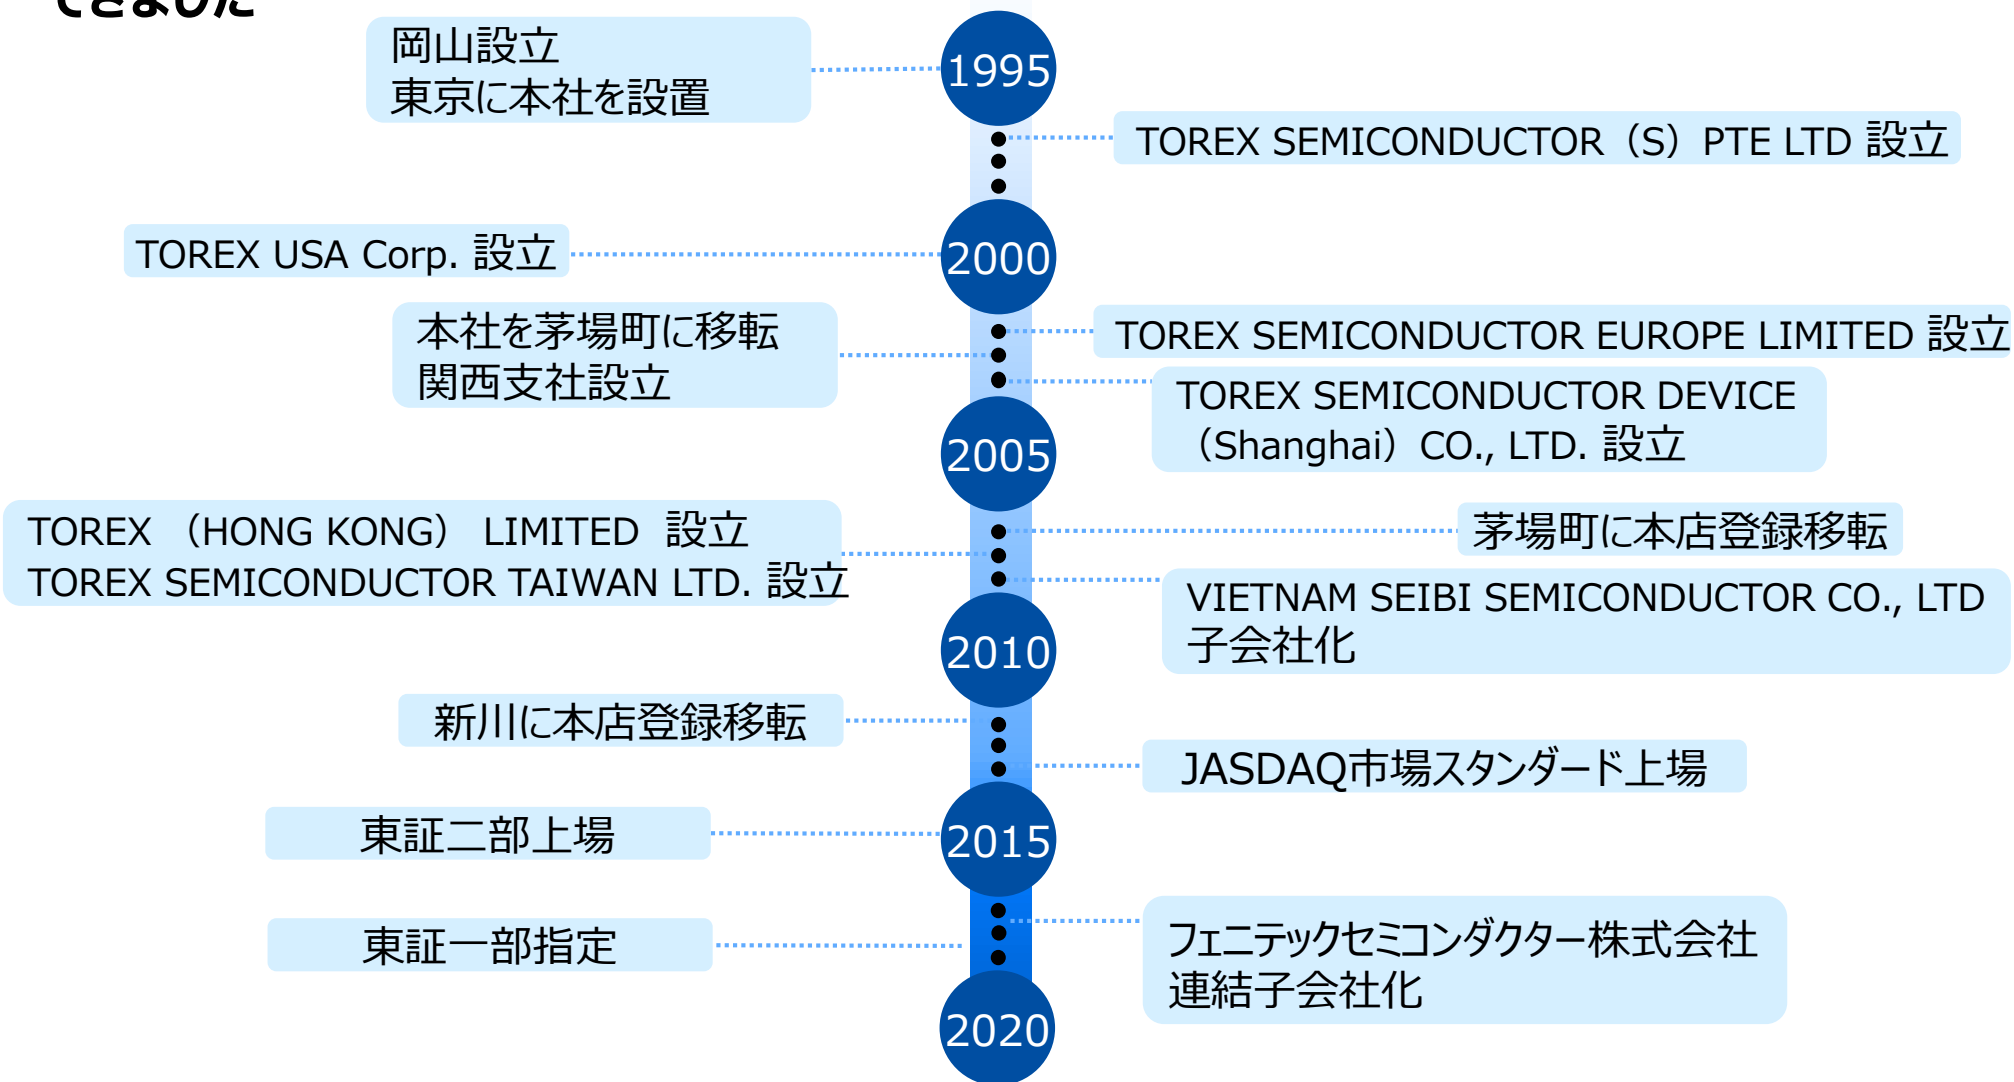 てきました
岡山設立
東京に本社を設置
1995
TOREX SEMICONDUCTOR（S）PTE LTD 設立
TOREX USA Corp. 設立
2000
本社を茅場町に移転
関西支社設立
TOREX SEMICONDUCTOR EUROPE LIMITED 設立
TOREX SEMICONDUCTOR DEVICE
（Shanghai）CO., LTD. 設立
2005
TOREX （HONG KONG） LIMITED 設立
TOREX SEMICONDUCTOR TAIWAN LTD. 設立
茅場町に本店登録移転
VIETNAM SEIBI SEMICONDUCTOR CO., LTD
子会社化
2010
新川に本店登録移転
JASDAQ市場スタンダード上場
東証二部上場
2015
東証一部指定
フェニテックセミコンダクター株式会社
連結子会社化
2020